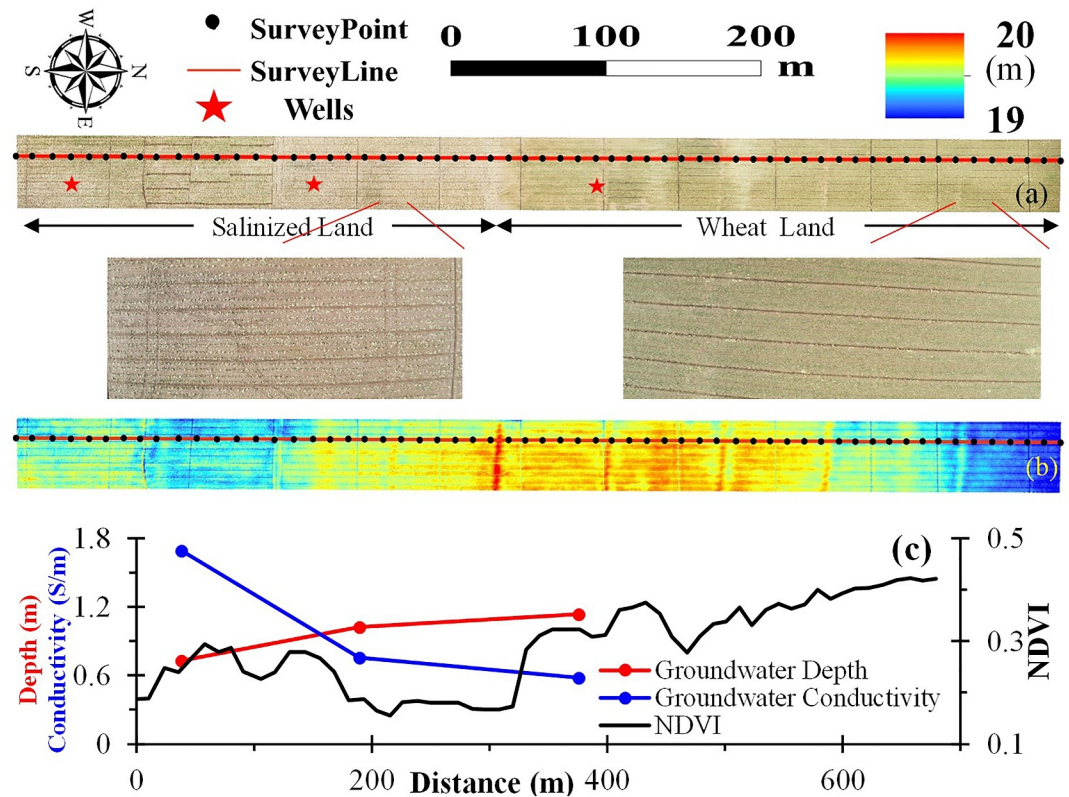 W
S N
E
SurveyPoint
SurveyLine
Wells
0 100 200
m
20
(m)
19
(a)
Salinized Land
Wheat Land
(b)
(c)
Depth (m)
Conductivity (S/m)
1.8
1.2
0.6
0
0.5
0.3
0.1
NDVI
Groundwater Depth
Groundwater Conductivity
NDVI
0 200 400 600
Distance (m)